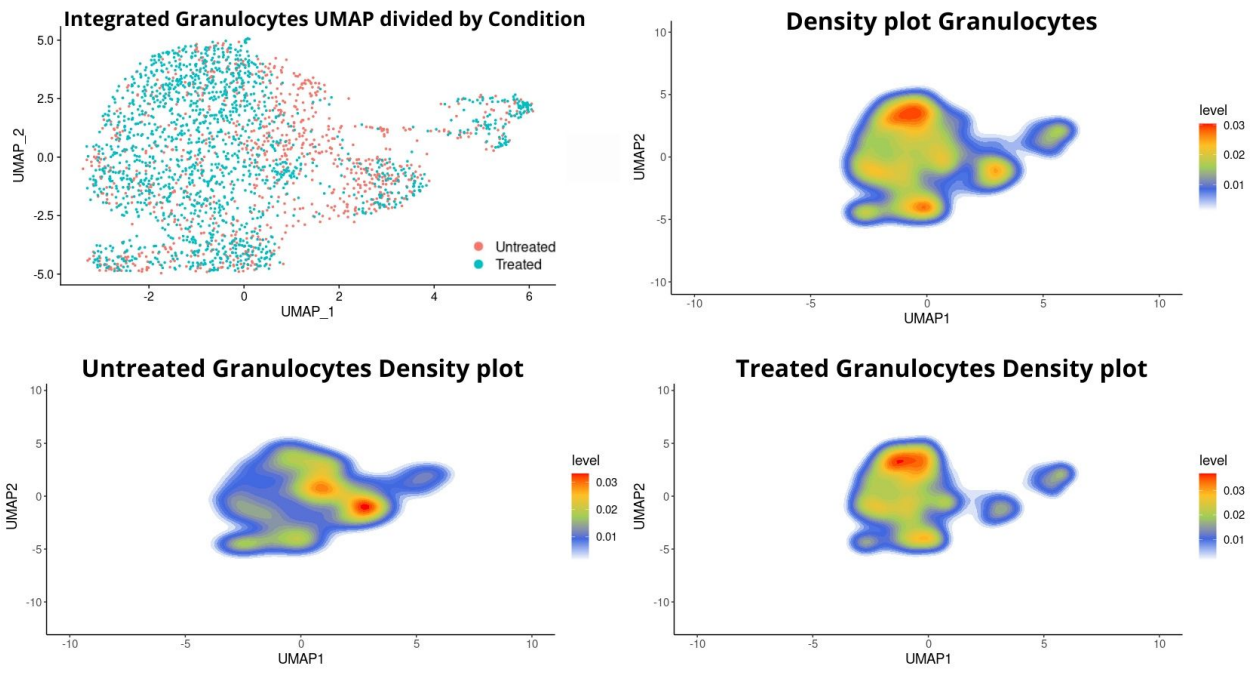 Integrated Granulocytes UMAP divided by Condition
5.0
2.5
0.0
-2.5
-5.0
UMAP_2
-2
0
2
4
6
UMAP_1
Untreated
Treated
Density plot Granulocytes
10
5
0
-5
-10
UMAP2
-10
-5
0
5
10
UMAP1
level
0.03
0.02
0.01
Untreated Granulocytes Density plot
10
5
0
-5
-10
UMAP2
-10
-5
0
5
10
UMAP1
level
0.03
0.02
0.01
Treated Granulocytes Density plot
10
5
0
-5
-10
UMAP2
-10
-5
0
5
10
UMAP1
level
0.03
0.02
0.01